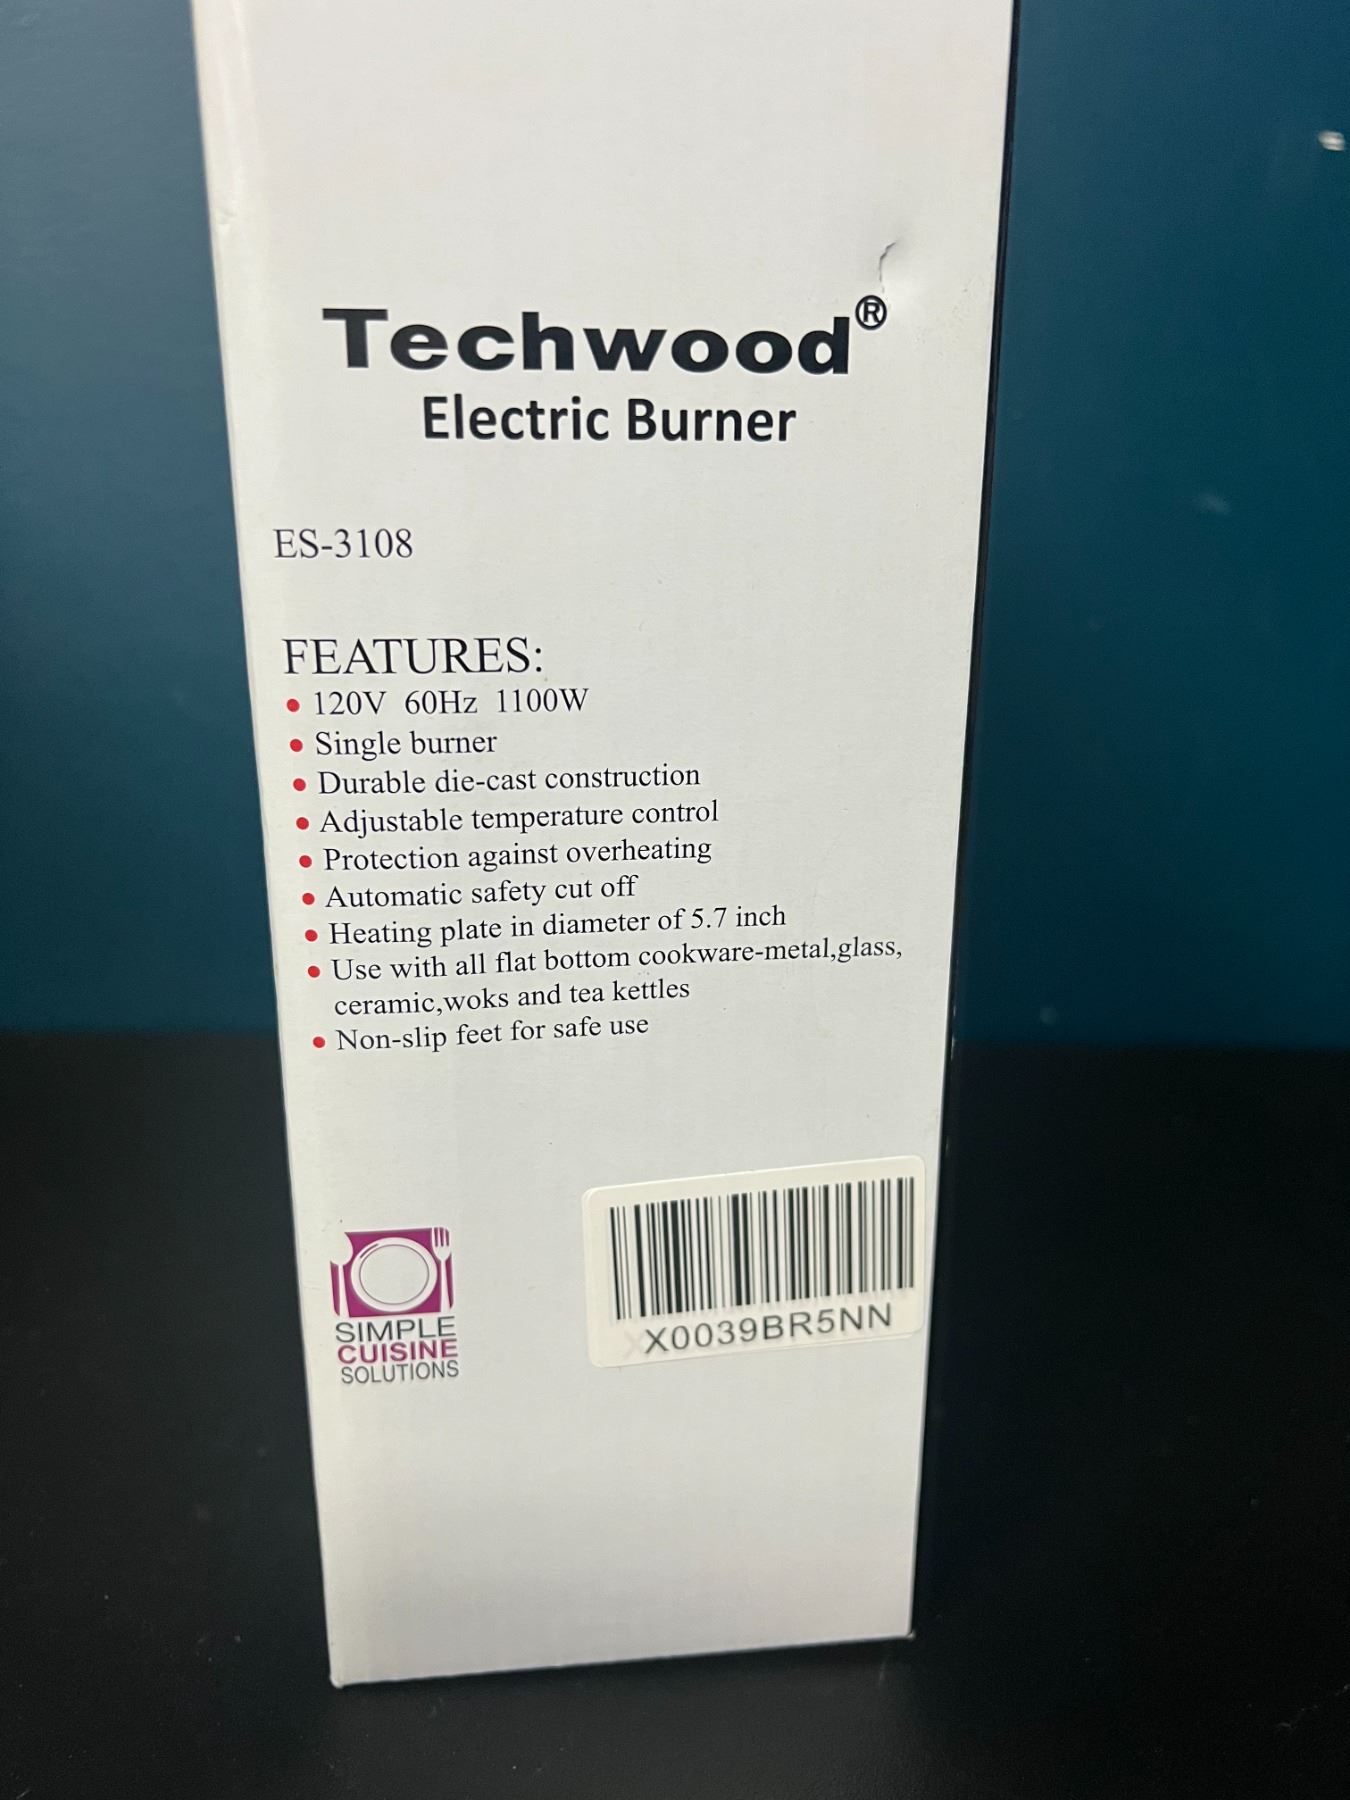 Techwood®
Electric Burner
ES-3108
FEATURES:
• 120V 60Hz 1100W
• Single burner
• Durable die-cast construction
• Adjustable temperature control
• Protection against overheating
• Automatic safety cut off
• Heating plate in diameter of 5.7 inch
• Use with all flat bottom cookware-metal,glass,
ceramic,woks and tea kettles
• Non-slip feet for safe use
SIMPLE
CUISINE
SOLUTIONS
X0039BR5NN